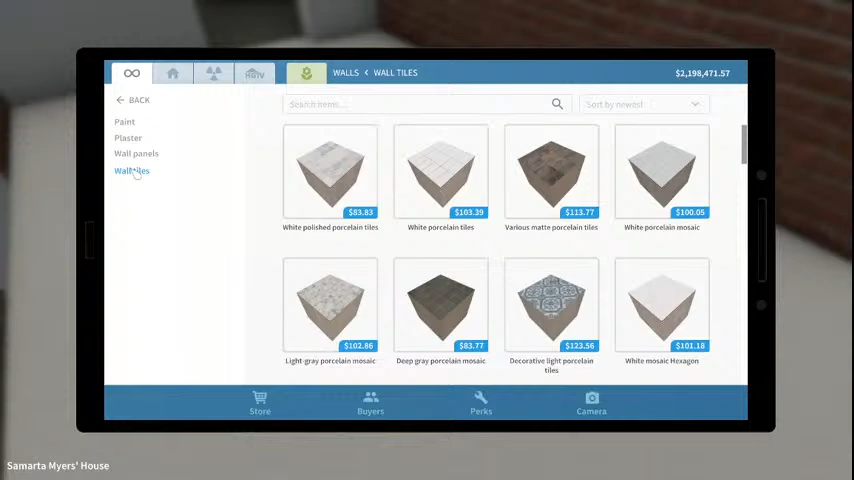 HGTV
WALLS < WALL TILES
$2,198,471.57
BACK
Search items...
Sort by newest
Paint
Plaster
Wall panels
Wall tiles
$83.83
$103.39
$113.77
$100.05
White polished porcelain tiles
White porcelain tiles
Various matte porcelain tiles
White porcelain mosaic
$102.86
$83.77
$123.56
$101.18
Light-gray porcelain mosaic
Deep gray porcelain mosaic
Decorative light porcelain
tiles
White mosaic Hexagon
Store
Buyers
Perks
Camera
Samarta Myers' House